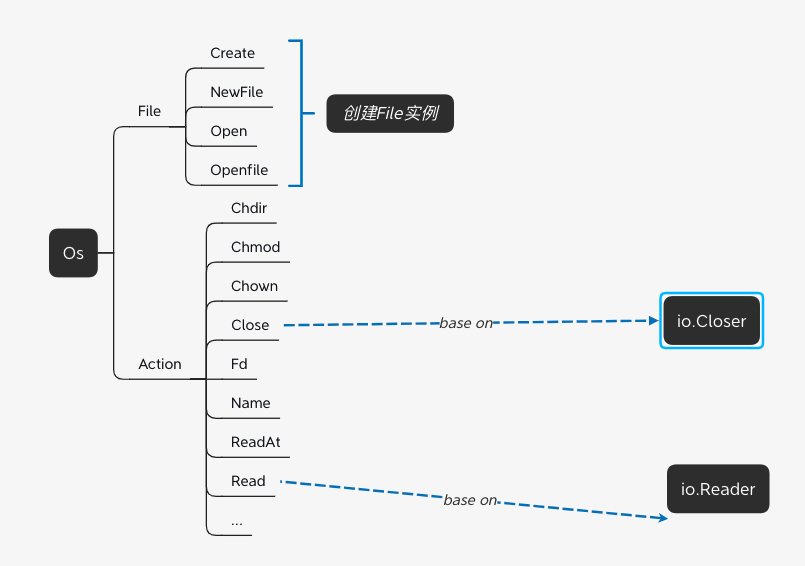 Create
NewFile
File
创建File实例
Open
Openfile
Chdir
Os
Chmod
Chown
Close
base on
io.Closer
Action
Fd
Name
ReadAt
Read
base on
io.Reader
...